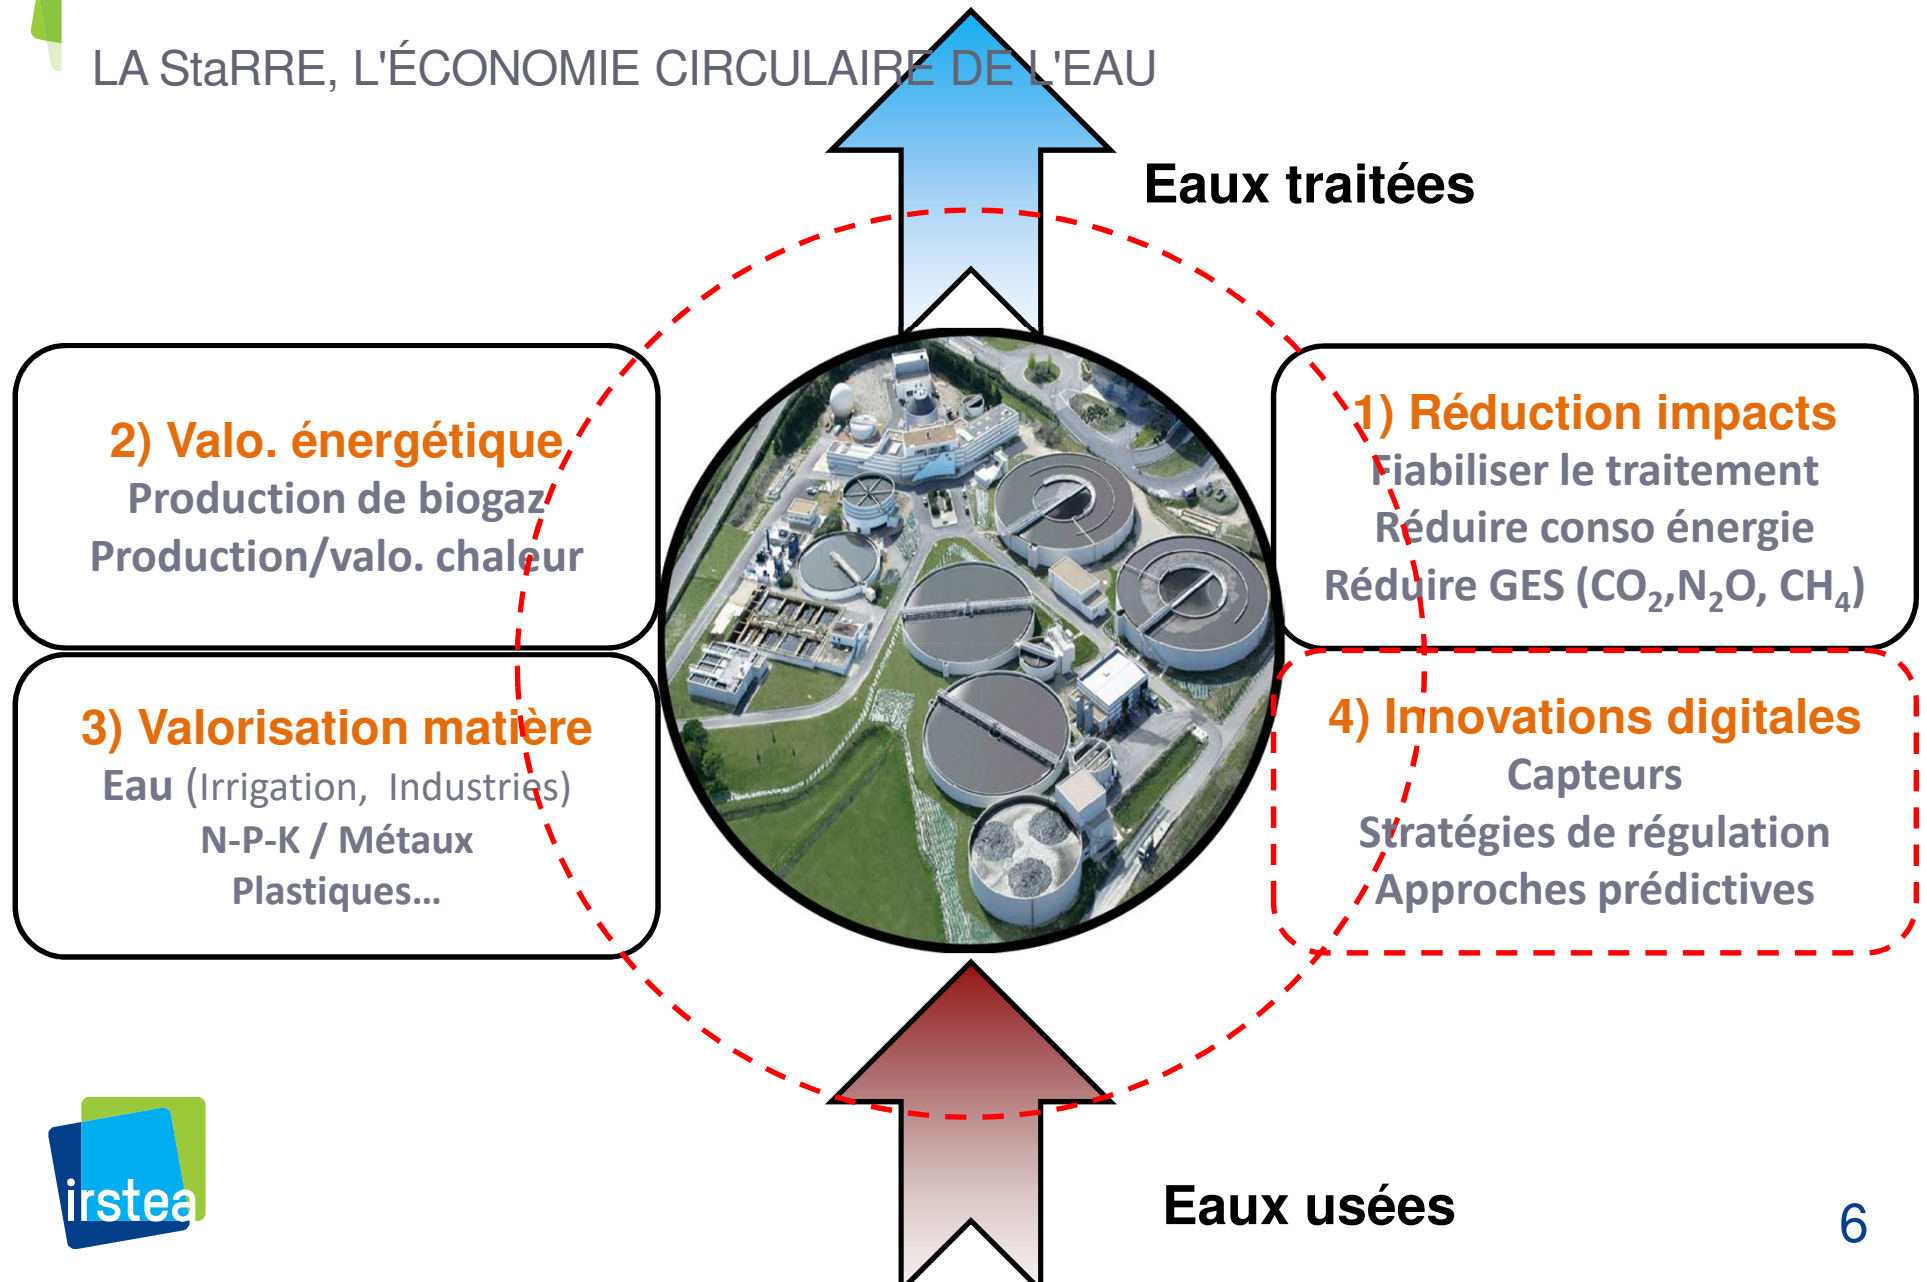 LA StaRRE, L'ÉCONOMIE CIRCULAIRE DE L'EAU
Eaux traitées
2) Valo. énergétique
Production de biogaz
Production/valo. chaleur
1) Réduction impacts
Fiabiliser le traitement
Réduire conso énergie
Réduire GES (CO₂,N₂O, CH₄)
3) Valorisation matière
Eau (Irrigation, Industries)
N-P-K / Métaux
Plastiques…
4) Innovations digitales
Capteurs
Stratégies de régulation
Approches prédictives
irstea
Eaux usées
6